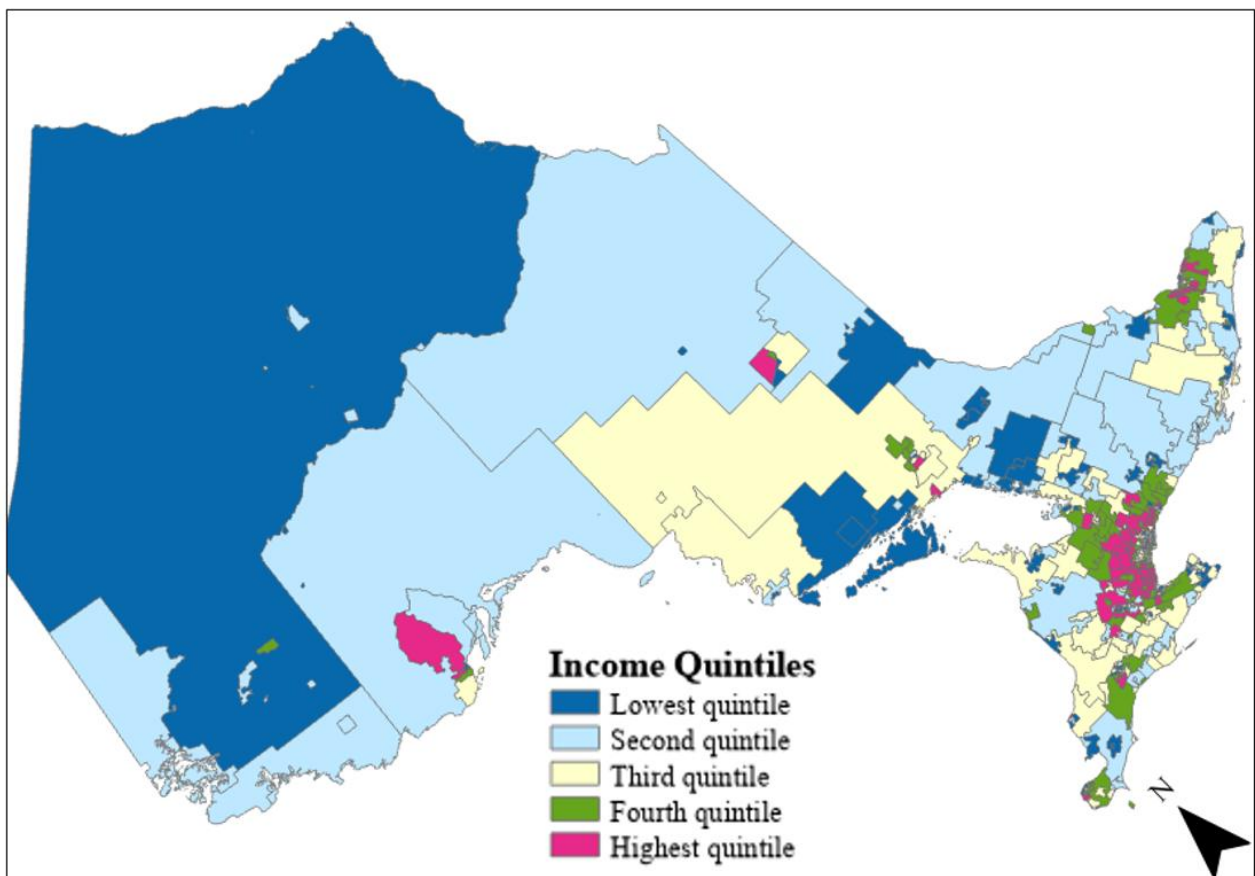 Income Quintiles
Lowest quintile
Second quintile
Third quintile
Fourth quintile
Highest quintile
N